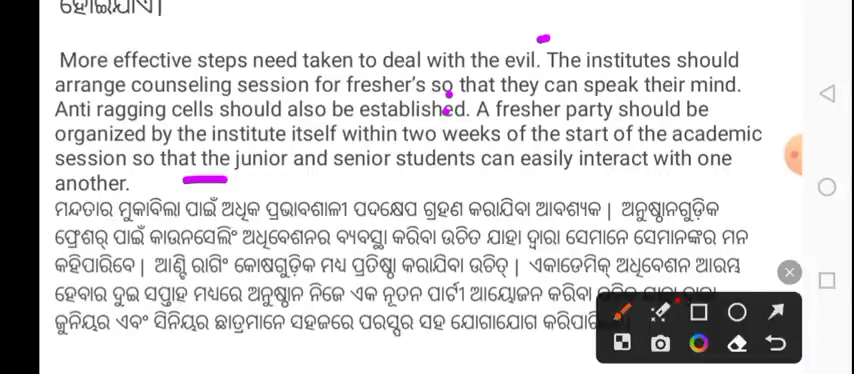 ହୋଇଯାଏ|
More effective steps need taken to deal with the evil. The institutes should
arrange counseling session for fresher's so that they can speak their mind.
Anti ragging cells should also be established. A fresher party should be
organized by the institute itself within two weeks of the start of the academic
session so that the junior and senior students can easily interact with one
another.
ମନ୍ଦତାର ମୁକାବିଲା ପାଇଁ ଅଧିକ ପ୍ରଭାବଶାଳୀ ପଦକ୍ଷେପ ଗ୍ରହଣ କରାଯିବା ଆବଶ୍ୟକ | ଅନୁଷ୍ଠାନଗୁଡ଼ିକ
ଫ୍ରେଶର୍ ପାଇଁ କାଉନସେଲିଂ ଅଧିବେଶନର ବ୍ୟବସ୍ଥା କରିବା ଉଚିତ ଯାହା ଦ୍ୱାରା ସେମାନେ ସେମାନଙ୍କର ମନ
କହିପାରିବେ | ଆଣ୍ଟି ରାଗିଂ କୋଷଗୁଡ଼ିକ ମଧ୍ୟ ପ୍ରତିଷ୍ଠା କରାଯିବା ଉଚିତ୍ | ଏକାଡେମିକ୍ ଅଧିବେଶନ ଆରମ୍ଭ
ହେବାର ଦୁଇ ସପ୍ତାହ ମଧ୍ୟରେ ଅନୁଷ୍ଠାନ ନିଜେ ଏକ ନୂତନ ପାର୍ଟୀ ଆୟୋଜନ କରିବା
ଜୁନିୟର ଏବଂ ସିନିୟର ଛାତ୍ରମାନେ ସହଜରେ ପରସ୍ପର ସହ ଯୋଗାଯୋଗ